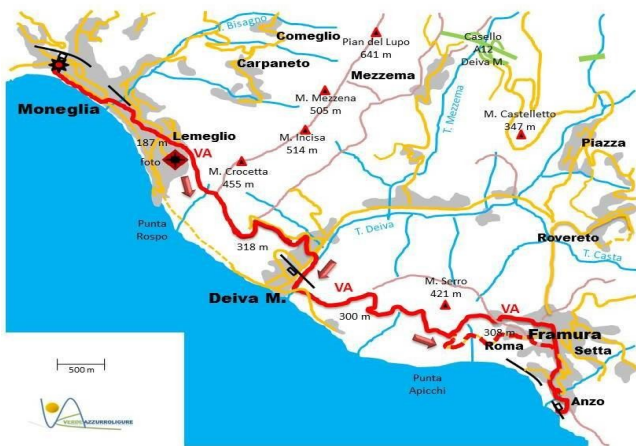 T. Bisagno
Comeglio
Pian del Lupo
641 m
Casello
A12
Deiva M.
Carpaneto
Mezzema
M. Mezzena
505 m
T. Mezzema
M. Castelletto
347 m
Moneglia
Lemeglio
187 m
foto
VA
M. Incisa
514 m
M. Crocetta
455 m
Piazza
Punta
Rospo
318 m
T. Deiva
Rovereto
T. Casta
Deiva M.
VA
300 m
M. Serro
421 m
VA
308 m
Roma
Framura
Setta
Punta
Apicchi
Anzo
500 m
VERDEAZZURROLIGURE